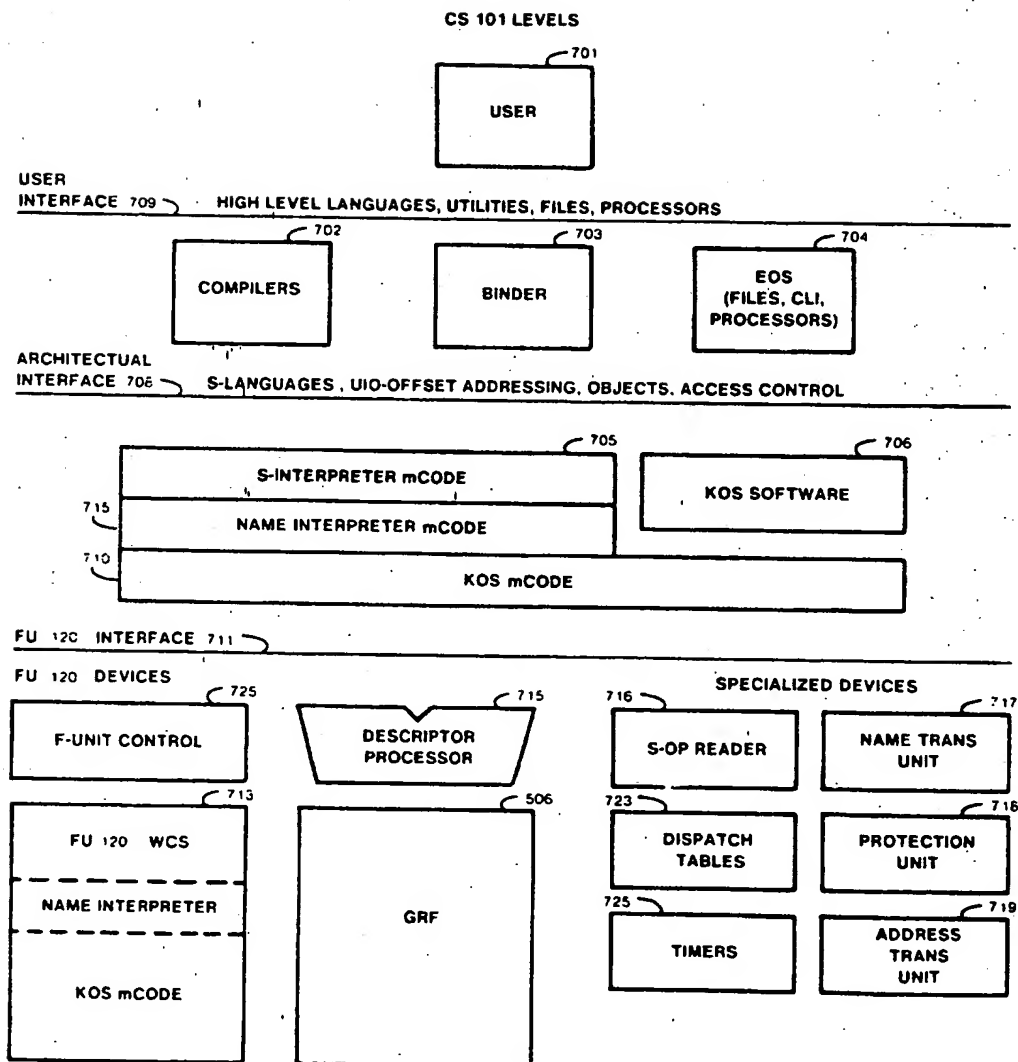 CS 101 LEVELS
701
USER
USER
INTERFACE 709
HIGH LEVEL LANGUAGES, UTILITIES, FILES, PROCESSORS
702
COMPILERS
703
BINDER
704
EOS
(FILES, CLI,
PROCESSORS)
ARCHITECTUAL
INTERFACE 708
S-LANGUAGES , UIO-OFFSET ADDRESSING, OBJECTS, ACCESS CONTROL
705
S-INTERPRETER mCODE
706
KOS SOFTWARE
715
NAME INTERPRETER mCODE
710
KOS mCODE
FU 120 INTERFACE 711
FU 120 DEVICES
SPECIALIZED DEVICES
725
F-UNIT CONTROL
715
DESCRIPTOR
PROCESSOR
716
S-OP READER
717
NAME TRANS
UNIT
713
FU 120 WCS
NAME INTERPRETER
KOS mCODE
506
GRF
723
DISPATCH
TABLES
718
PROTECTION
UNIT
725
TIMERS
719
ADDRESS
TRANS
UNIT